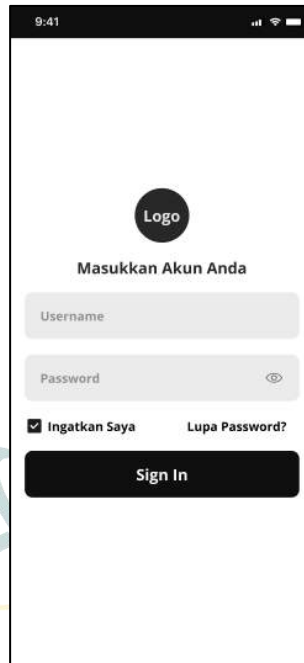 9:41
Logo
Masukkan Akun Anda
Username
Password
Ingatkan Saya Lupa Password?
Sign In